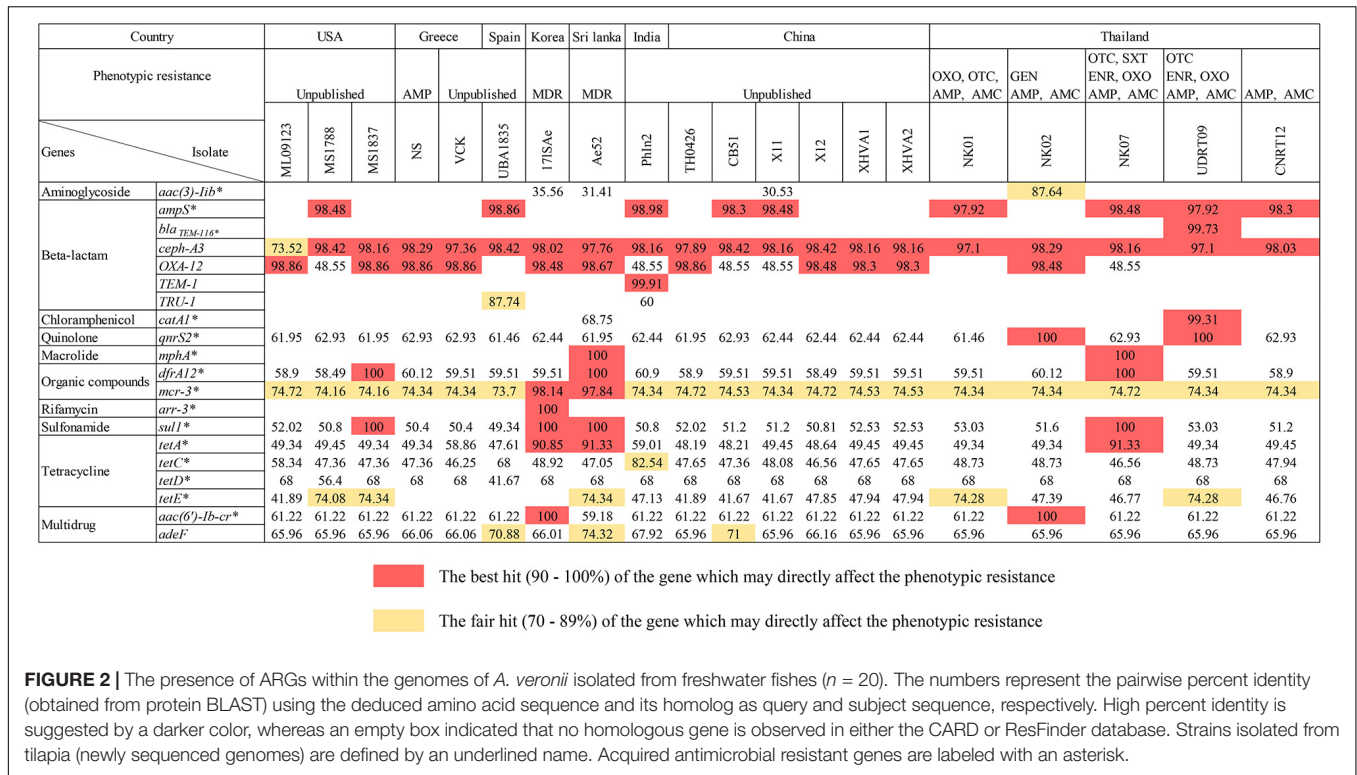 Country USA Greece Spain Korea Sri lanka India China Thailand
Phenotypic resistance
Unpublished AMP Unpublished MDR MDR Unpublished
OXO, OTC, AMP, AMC
GEN AMP, AMC
OTC, SXT ENR, OXO AMP, AMC
OTC ENR, OXO AMP, AMC
AMP, AMC
Genes Isolate ML09123 MS1788 MS1837 NS VCK UBA1835 17ISAe Ae52 PhIn2 TH0426 CB51 X11 X12 XHVA1 XHVA2 NK01 NK02 NK07 UDRT09 CNRT12
Aminoglycoside aac(3)-Iib* 35.56 31.41 30.53 87.64
Beta-lactam
ampS* 98.48 98.86 98.98 98.3 98.48 97.92 98.48 97.92 98.3
bla TEM-116* 99.73
ceph-A3 73.52 98.42 98.16 98.29 97.36 98.42 98.02 97.76 98.16 97.89 98.42 98.16 98.42 98.16 98.16 97.1 98.29 98.16 97.1 98.03
OXA-12 98.86 48.55 98.86 98.86 98.86 98.48 98.67 48.55 98.86 48.55 48.55 98.48 98.3 98.3 98.48 48.55
TEM-1 99.91
TRU-1 87.74 60
Chloramphenicol catA1* 68.75 99.31
Quinolone qnrS2* 61.95 62.93 61.95 62.93 62.93 61.46 62.44 61.95 62.44 61.95 62.93 62.44 62.44 62.44 62.44 61.46 100 62.93 100 62.93
Macrolide mphA* 100 100
Organic compounds
dfrA12* 58.9 58.49 100 60.12 59.51 59.51 59.51 100 60.9 58.9 59.51 59.51 58.49 59.51 59.51 59.51 60.12 100 59.51 58.9
mcr-3* 74.72 74.16 74.16 74.34 74.34 73.7 98.14 97.84 74.34 74.72 74.53 74.34 74.34 74.53 74.53 74.34 74.34 74.72 74.34 74.34
Rifamycin arr-3* 100
Sulfonamide sul1* 52.02 50.8 100 50.4 50.4 49.34 100 100 50.8 52.02 51.2 51.2 50.81 52.53 52.53 53.03 51.6 100 53.03 51.2
Tetracycline
tetA* 49.34 49.45 49.34 49.34 58.86 47.61 90.85 91.33 59.01 48.19 48.21 49.45 48.64 49.45 49.45 49.34 49.34 91.33 49.34 49.45
tetC* 58.34 47.36 47.36 47.36 46.25 68 48.92 47.05 82.54 47.65 47.36 48.08 46.56 47.65 47.65 48.73 48.73 46.56 48.73 47.94
tetD* 68 56.4 68 68 68 41.67 68 68 68 68 68 68 68 68 68 68 68 68 68 68
tetE* 41.89 74.08 74.34 74.34 47.13 41.89 41.67 41.67 47.85 47.94 47.94 74.28 47.39 46.77 74.28 46.76
Multidrug
aac(6')-Ib-cr* 61.22 61.22 61.22 61.22 61.22 61.22 100 59.18 61.22 61.22 61.22 61.22 61.22 61.22 61.22 61.22 100 61.22 61.22 61.22
adeF 65.96 65.96 65.96 66.06 66.06 70.88 66.01 74.32 67.92 65.96 71 65.96 66.16 65.96 65.96 65.96 65.96 65.96 65.96 65.96
The best hit (90 - 100%) of the gene which may directly affect the phenotypic resistance
The fair hit (70 - 89%) of the gene which may directly affect the phenotypic resistance
FIGURE 2 | The presence of ARGs within the genomes of A. veronii isolated from freshwater fishes (n = 20). The numbers represent the pairwise percent identity
(obtained from protein BLAST) using the deduced amino acid sequence and its homolog as query and subject sequence, respectively. High percent identity is
suggested by a darker color, whereas an empty box indicated that no homologous gene is observed in either the CARD or ResFinder database. Strains isolated from
tilapia (newly sequenced genomes) are defined by an underlined name. Acquired antimicrobial resistant genes are labeled with an asterisk.